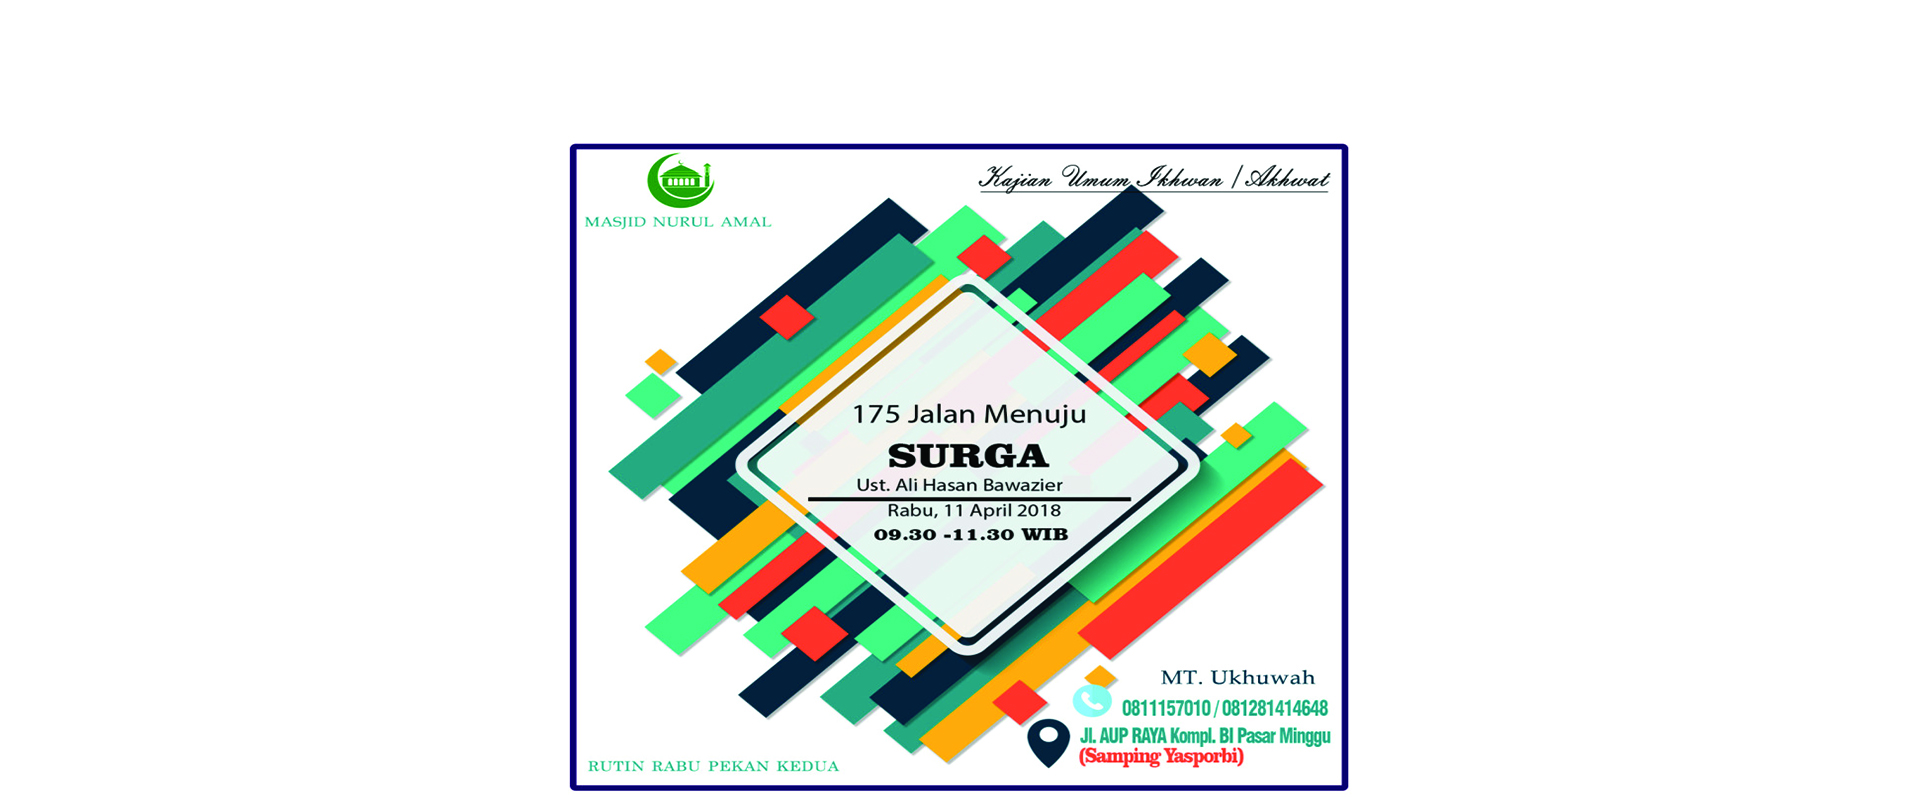 MASJID NURUL AMAL
Kajian Umum Ikhwan / Akhwat
175 Jalan Menuju
SURGA
Ust. Ali Hasan Bawazier
Rabu, 11 April 2018
09.30 -11.30 WIB
MT. Ukhuwah
0811157010 / 081281414648
Jl. AUP RAYA Kompl. BI Pasar Minggu
(Samping Yasporbi)
RUTIN RABU PEKAN KEDUA